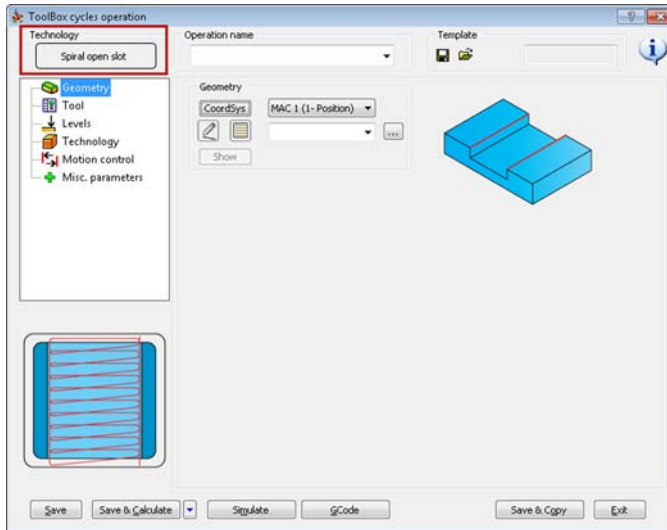 ToolBox cycles operation
Technology
Spiral open slot
Operation name
Template
Geometry
Tool
Levels
Technology
Motion control
Misc. parameters
Geometry
CoordSys
MAC 1 (1- Position)
...
Show
Save
Save & Calculate
Simulate
GCode
Save & Copy
Exit